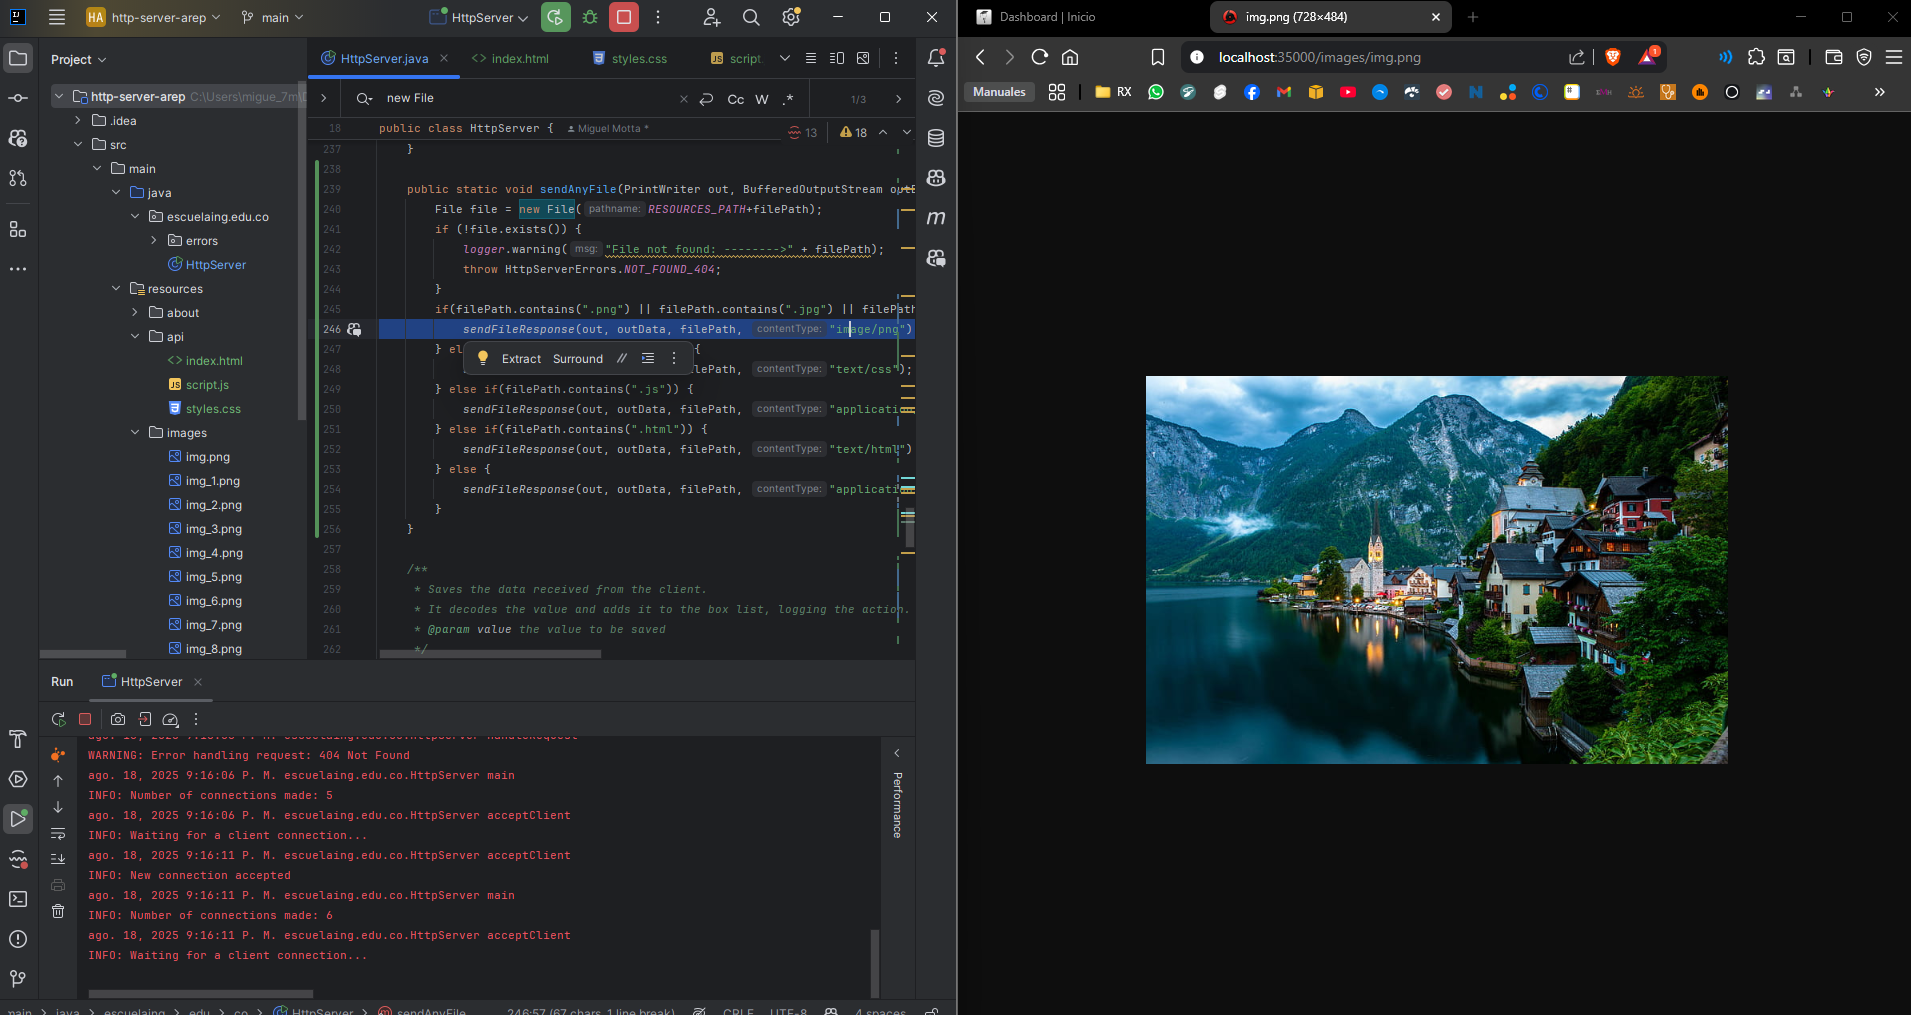 HA
http-server-arep
main
HttpServer
Project
http-server-arep C:\Users\migue_7m\
.idea
src
main
java
escuelaing.edu.co
errors
HttpServer
resources
about
api
index.html
script.js
styles.css
images
img.png
img_1.png
img_2.png
img_3.png
img_4.png
img_5.png
img_6.png
img_7.png
img_8.png
HttpServer.java
index.html
styles.css
script
new File
Cc W .*
1/3
18 public class HttpServer { Miguel Motta *
13 18
237 }
238
239 public static void sendAnyFile(PrintWriter out, BufferedOutputStream
240 File file = new File( pathname: RESOURCES_PATH+filePath);
241 if (!file.exists()) {
242 logger.warning( msg: "File not found: -------->" + filePath);
243 throw HttpServerErrors.NOT_FOUND_404;
244 }
245 if(filePath.contains(".png") || filePath.contains(".jpg") || filePath
246 sendFileResponse(out, outData, filePath, contentType: "image/png")
247 } el {
Extract Surround
248 lePath, contentType: "text/css");
249 } else if(filePath.contains(".js")) {
250 sendFileResponse(out, outData, filePath, contentType: "applicati
251 } else if(filePath.contains(".html")) {
252 sendFileResponse(out, outData, filePath, contentType: "text/html")
253 } else {
254 sendFileResponse(out, outData, filePath, contentType: "applicati
255 }
256 }
257
258 /**
259 * Saves the data received from the client.
260 * It decodes the value and adds it to the box list, logging the action.
261 * @param value the value to be saved
262 */
Run
HttpServer
WARNING: Error handling request: 404 Not Found
ago. 18, 2025 9:16:06 P. M. escuelaing.edu.co.HttpServer main
INFO: Number of connections made: 5
ago. 18, 2025 9:16:06 P. M. escuelaing.edu.co.HttpServer acceptClient
INFO: Waiting for a client connection...
ago. 18, 2025 9:16:11 P. M. escuelaing.edu.co.HttpServer acceptClient
INFO: New connection accepted
ago. 18, 2025 9:16:11 P. M. escuelaing.edu.co.HttpServer main
INFO: Number of connections made: 6
ago. 18, 2025 9:16:11 P. M. escuelaing.edu.co.HttpServer acceptClient
INFO: Waiting for a client connection...
Performance
main > java > escuelaing > edu > co > HttpServer > sendAnyFile
246:57 (67 chars, 1 line break) CRLF UTF-8 4 spaces
Dashboard | Inicio
img.png (728×484)
localhost:35000/images/img.png
1
Manuales
RX